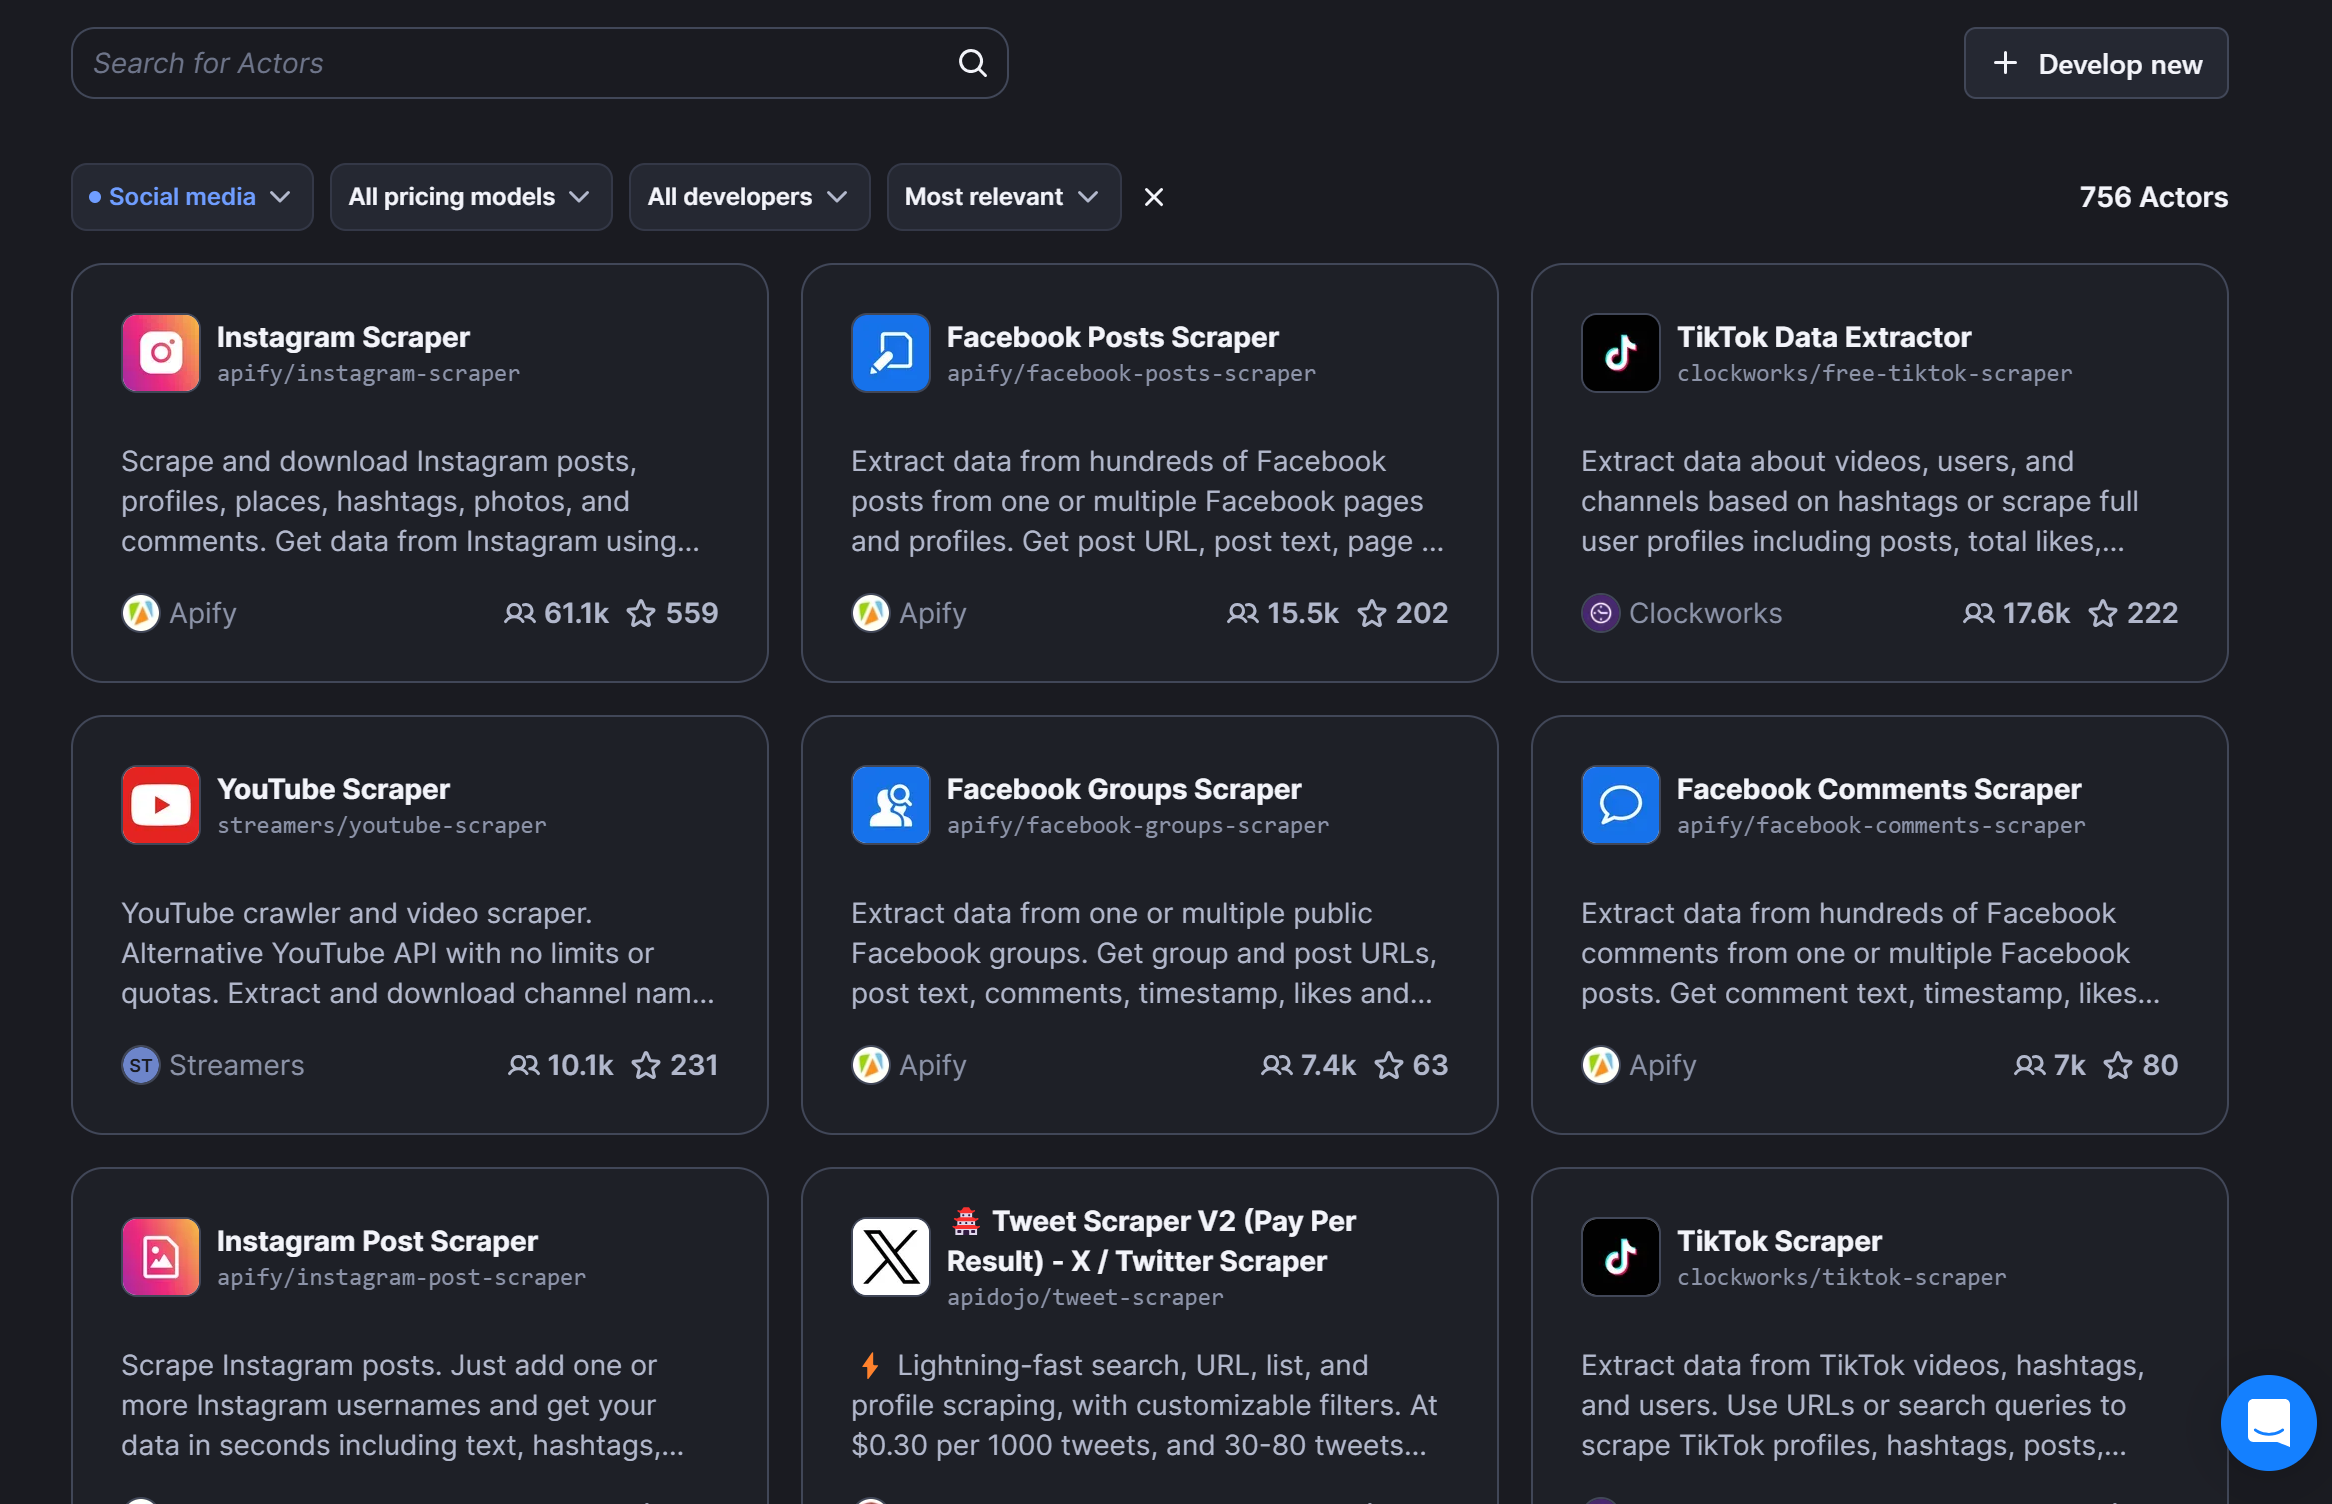 Search for Actors
+ Develop new
Social media
All pricing models
All developers
Most relevant
756 Actors
Instagram Scraper
apify/instagram-scraper
Scrape and download Instagram posts,
profiles, places, hashtags, photos, and
comments. Get data from Instagram using...
Apify
61.1k
559
Facebook Posts Scraper
apify/facebook-posts-scraper
Extract data from hundreds of Facebook
posts from one or multiple Facebook pages
and profiles. Get post URL, post text, page ...
Apify
15.5k
202
TikTok Data Extractor
clockworks/free-tiktok-scraper
Extract data about videos, users, and
channels based on hashtags or scrape full
user profiles including posts, total likes,...
Clockworks
17.6k
222
YouTube Scraper
streamers/youtube-scraper
YouTube crawler and video scraper.
Alternative YouTube API with no limits or
quotas. Extract and download channel nam...
ST
Streamers
10.1k
231
Facebook Groups Scraper
apify/facebook-groups-scraper
Extract data from one or multiple public
Facebook groups. Get group and post URLs,
post text, comments, timestamp, likes and...
Apify
7.4k
63
Facebook Comments Scraper
apify/facebook-comments-scraper
Extract data from hundreds of Facebook
comments from one or multiple Facebook
posts. Get comment text, timestamp, likes...
Apify
7k
80
Instagram Post Scraper
apify/instagram-post-scraper
Scrape Instagram posts. Just add one or
more Instagram usernames and get your
data in seconds including text, hashtags,...
🏯 Tweet Scraper V2 (Pay Per
Result) - X / Twitter Scraper
apidojo/tweet-scraper
⚡️ Lightning-fast search, URL, list, and
profile scraping, with customizable filters. At
$0.30 per 1000 tweets, and 30-80 tweets...
TikTok Scraper
clockworks/tiktok-scraper
Extract data from TikTok videos, hashtags,
and users. Use URLs or search queries to
scrape TikTok profiles, hashtags, posts,...